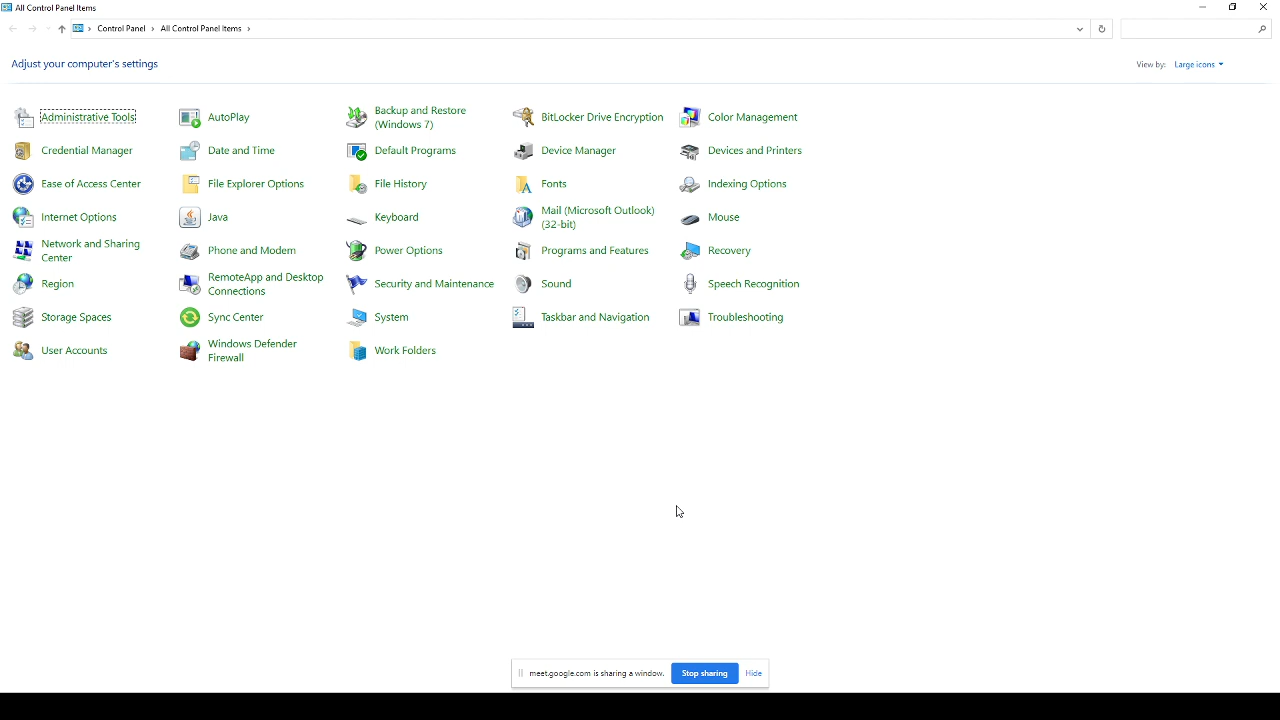 All Control Panel Items
Control Panel
All Control Panel Items
Adjust your computer's settings
View by:
Large icons
Administrative Tools
AutoPlay
Backup and Restore
(Windows 7)
BitLocker Drive Encryption
Color Management
Credential Manager
Date and Time
Default Programs
Device Manager
Devices and Printers
Ease of Access Center
File Explorer Options
File History
Fonts
Indexing Options
Internet Options
Java
Keyboard
Mail (Microsoft Outlook)
(32-bit)
Mouse
Network and Sharing
Center
Phone and Modem
Power Options
Programs and Features
Recovery
Region
RemoteApp and Desktop
Connections
Security and Maintenance
Sound
Speech Recognition
Storage Spaces
Sync Center
System
Taskbar and Navigation
Troubleshooting
User Accounts
Windows Defender
Firewall
Work Folders
meet.google.com is sharing a window.
Stop sharing
Hide